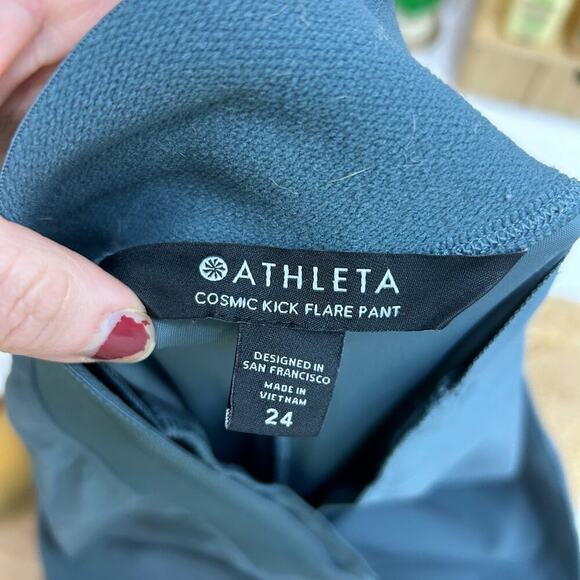 ATHLETA
COSMIC KICK FLARE PANT
DESIGNED IN
SAN FRANCISCO
MADE IN
VIETNAM
24